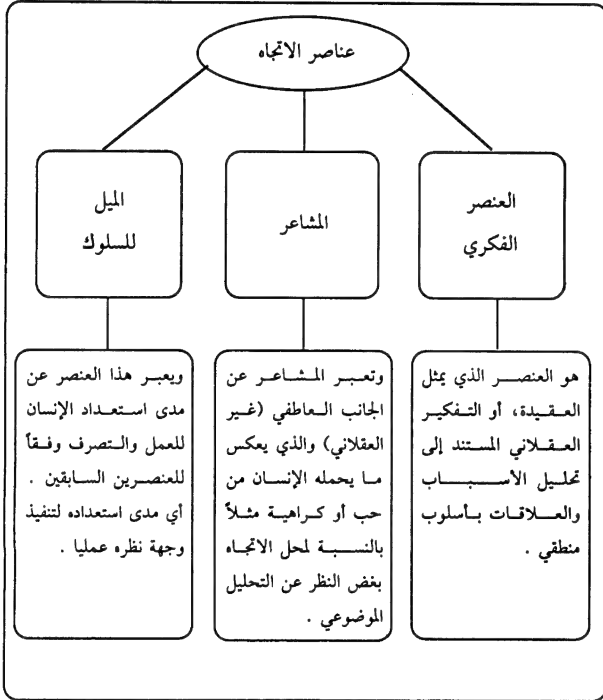 عناصر الاتجاه
العنصر
الفكري
المشاعر
الميل
للسلوك
هو العنصر الذي يمثل
العقيدة، أو التفكير
العقلاني المستند إلى
تحليل الأسباب
والعلاقات بأسلوب
منطقي .
وتعبر المشاعر عن
الجانب العاطفي (غير
العقلاني) والذي يعكس
ما يحمله الإنسان من
حب أو كراهية مثلاً
بالنسبة لمحل الاتجاه
بغض النظر عن التحليل
الموضوعي .
ويعبر هذا العنصر عن
مدى استعداد الإنسان
للعمل والتصرف وفقاً
للعنصرين السابقين .
أي مدى استعداده لتنفيذ
وجهة نظره عمليا .